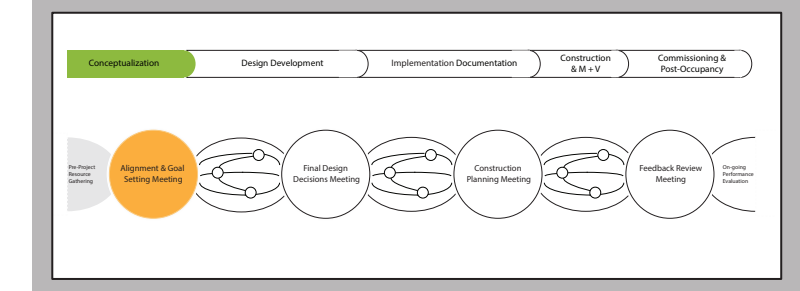 Conceptualization
Design Development
Implementation Documentation
Construction
& M + V
Commissioning &
Post-Occupancy
Pre-Project
Resource
Gathering
Alignment & Goal
Setting Meeting
Final Design
Decisions Meeting
Construction
Planning Meeting
Feedback Review
Meeting
On-going
Performance
Evaluation